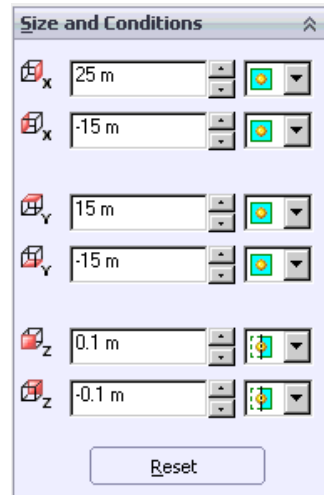 Size and Conditions
X 25 m
X -15 m
Y 15 m
Y -15 m
Z 0.1 m
Z -0.1 m
Reset